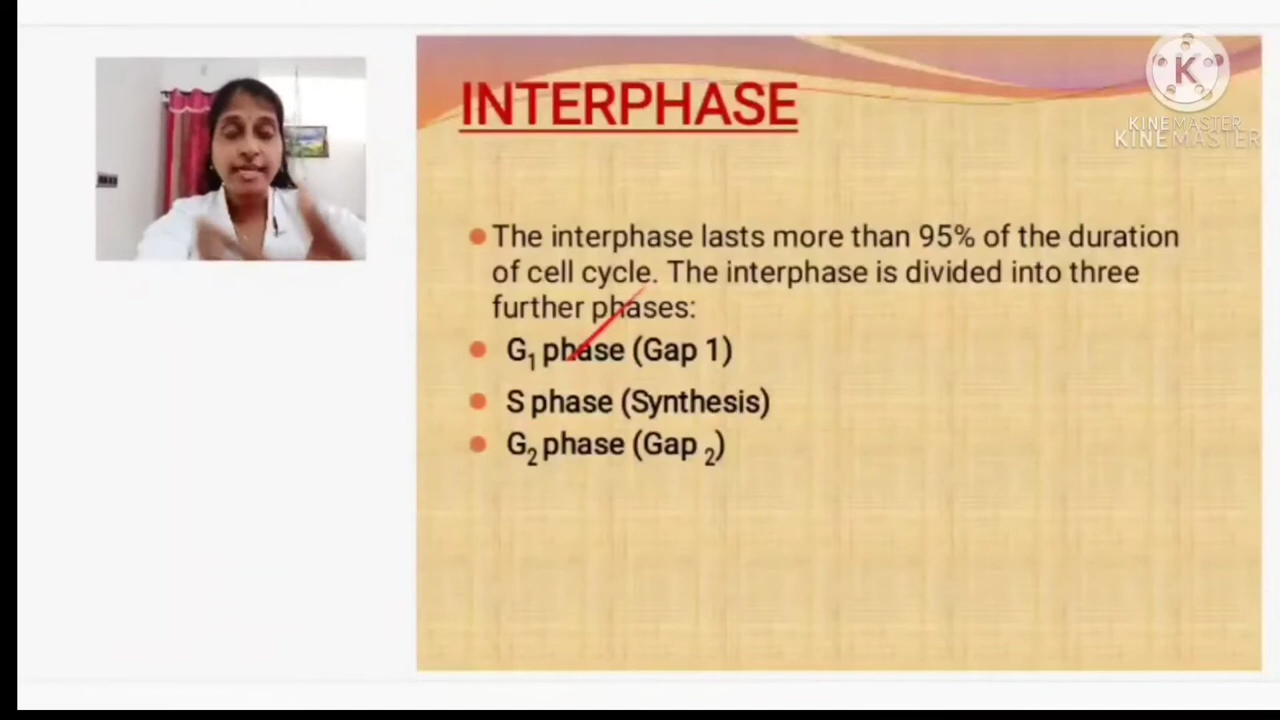 INTERPHASE
K
KINEMASTER
KINEMASTER
The interphase lasts more than 95% of the duration
of cell cycle. The interphase is divided into three
further phases:
G₁ phase (Gap 1)
S phase (Synthesis)
G₂ phase (Gap ₂)